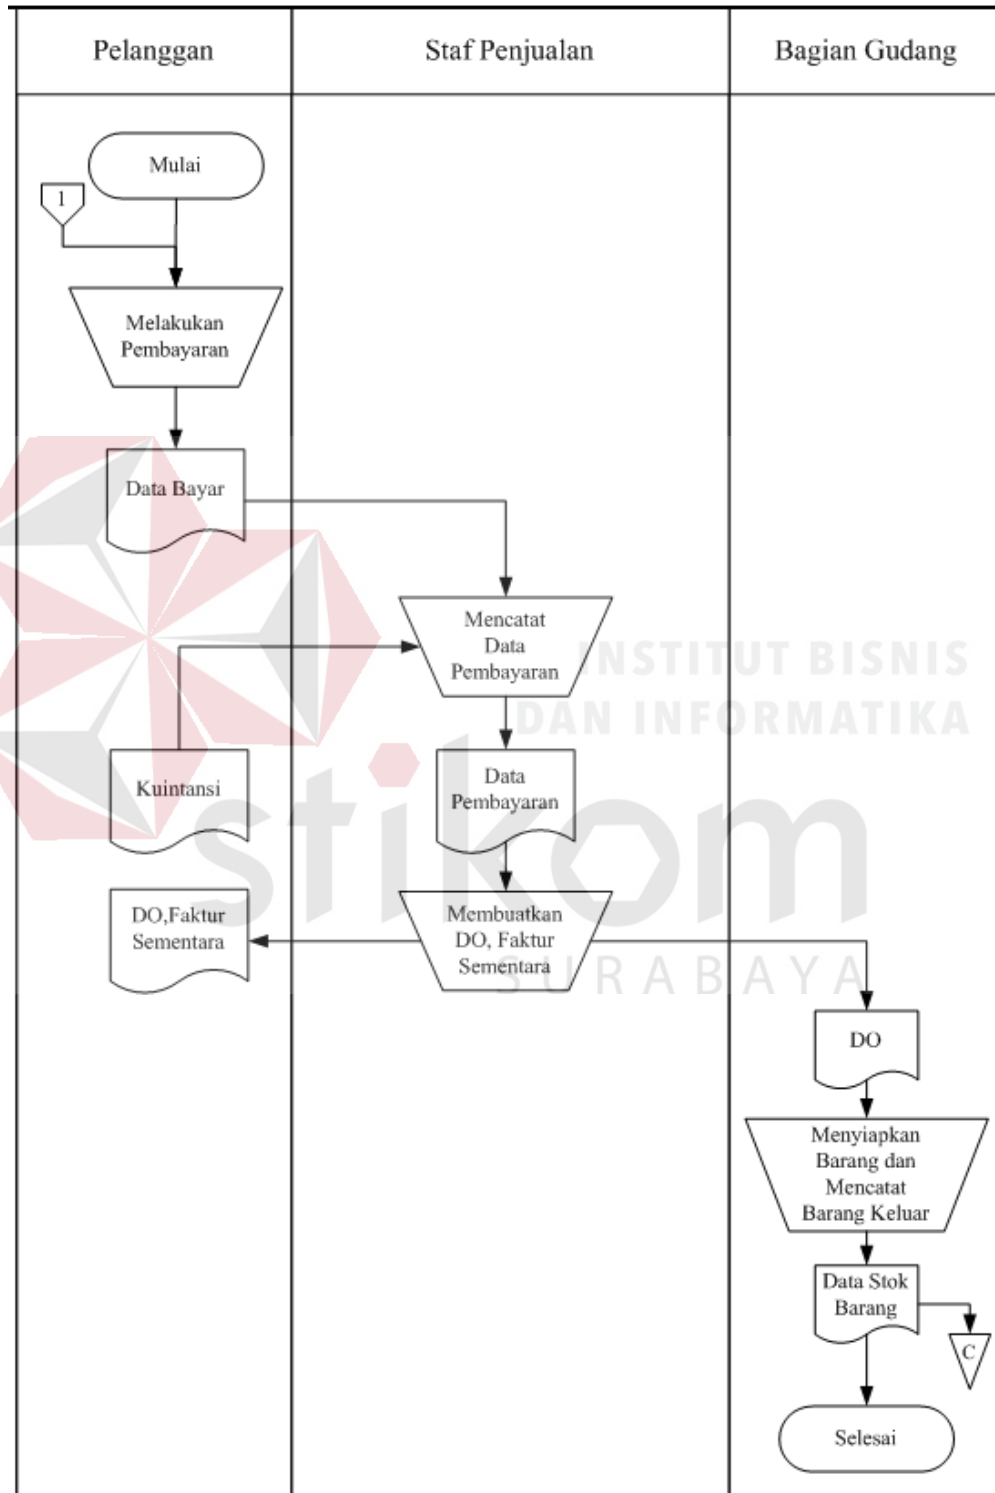 Pelanggan
Staf Penjualan
Bagian Gudang
Mulai
1
Melakukan
Pembayaran
Data Bayar
Mencatat
Data
Pembayaran
INSTITUT BISNIS
DAN INFORMATIKA
Kuintansi
Data
Pembayaran
stikom
DO,Faktur
Sementara
Membuatkan
DO, Faktur
Sementara
SURABAYA
DO
Menyiapkan
Barang dan
Mencatat
Barang Keluar
Data Stok
Barang
C
Selesai